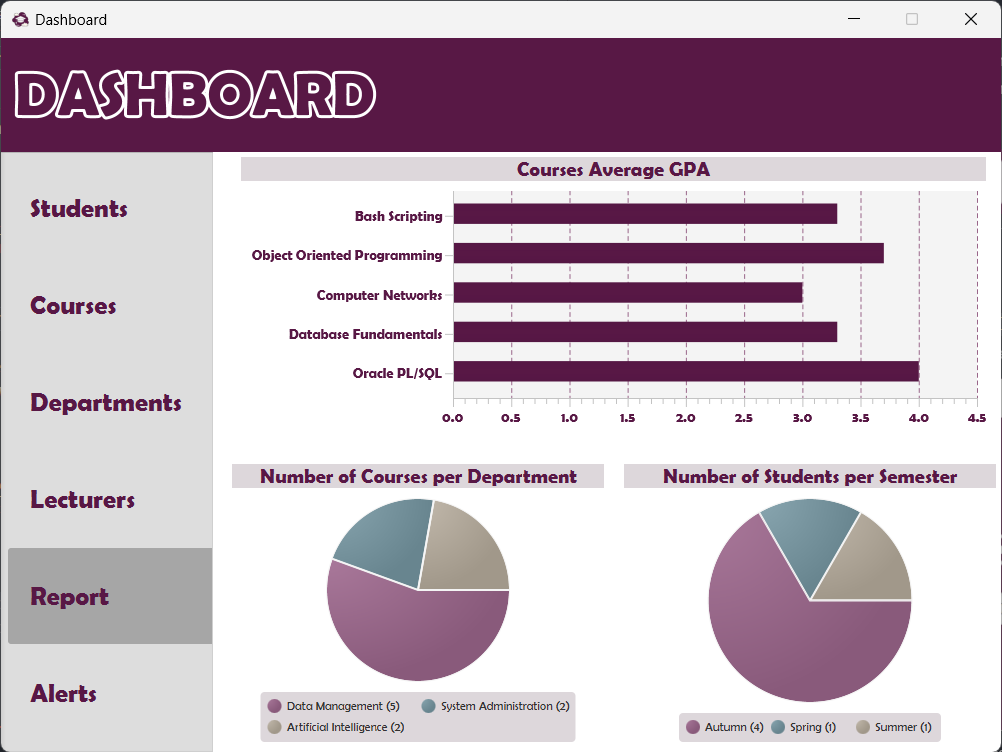 Dashboard
DASHBOARD
Students
Courses
Departments
Lecturers
Report
Alerts
Courses Average GPA
Bash Scripting
Object Oriented Programming
Computer Networks
Database Fundamentals
Oracle PL/SQL
0.0 0.5 1.0 1.5 2.0 2.5 3.0 3.5 4.0 4.5
Number of Courses per Department
Data Management (5) System Administration (2)
Artificial Intelligence (2)
Number of Students per Semester
Autumn (4) Spring (1) Summer (1)